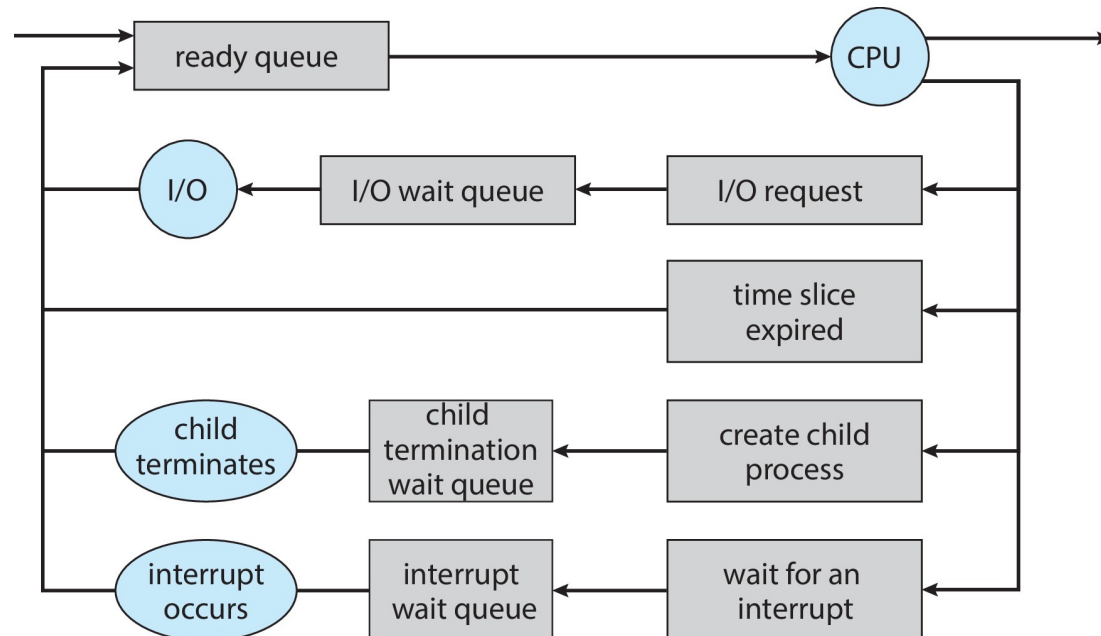 ready queue
CPU
I/O
I/O wait queue
I/O request
time slice
expired
child
terminates
child
termination
wait queue
create child
process
interrupt
occurs
interrupt
wait queue
wait for an
interrupt